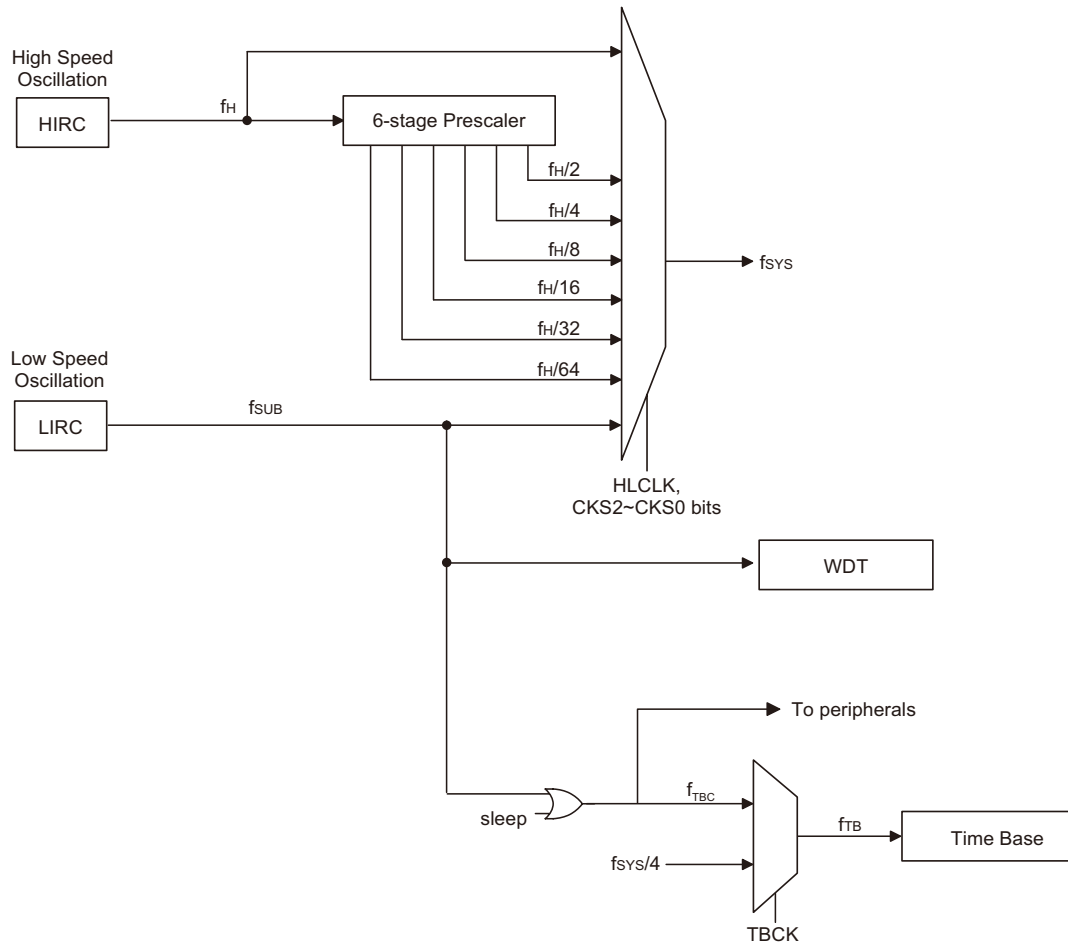 High Speed
Oscillation
HIRC
fH
6-stage Prescaler
fH/2
fH/4
fH/8
fH/16
fH/32
fH/64
fSYS
Low Speed
Oscillation
LIRC
fSUB
HLCLK,
CKS2~CKS0 bits
WDT
To peripherals
sleep
fTBC
fSYS/4
fTB
Time Base
TBCK